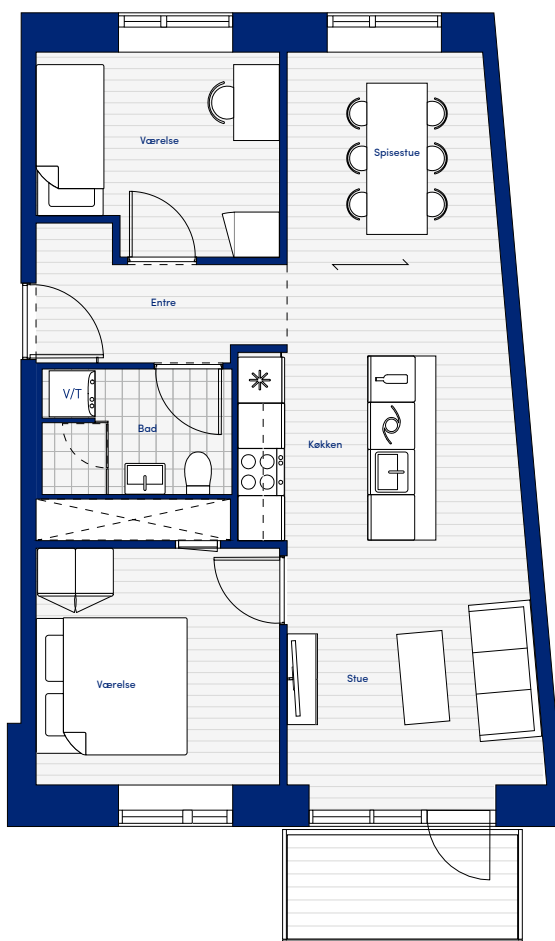 Værelse
Spisestue
Entre
V/T
Bad
Køkken
Værelse
Stue